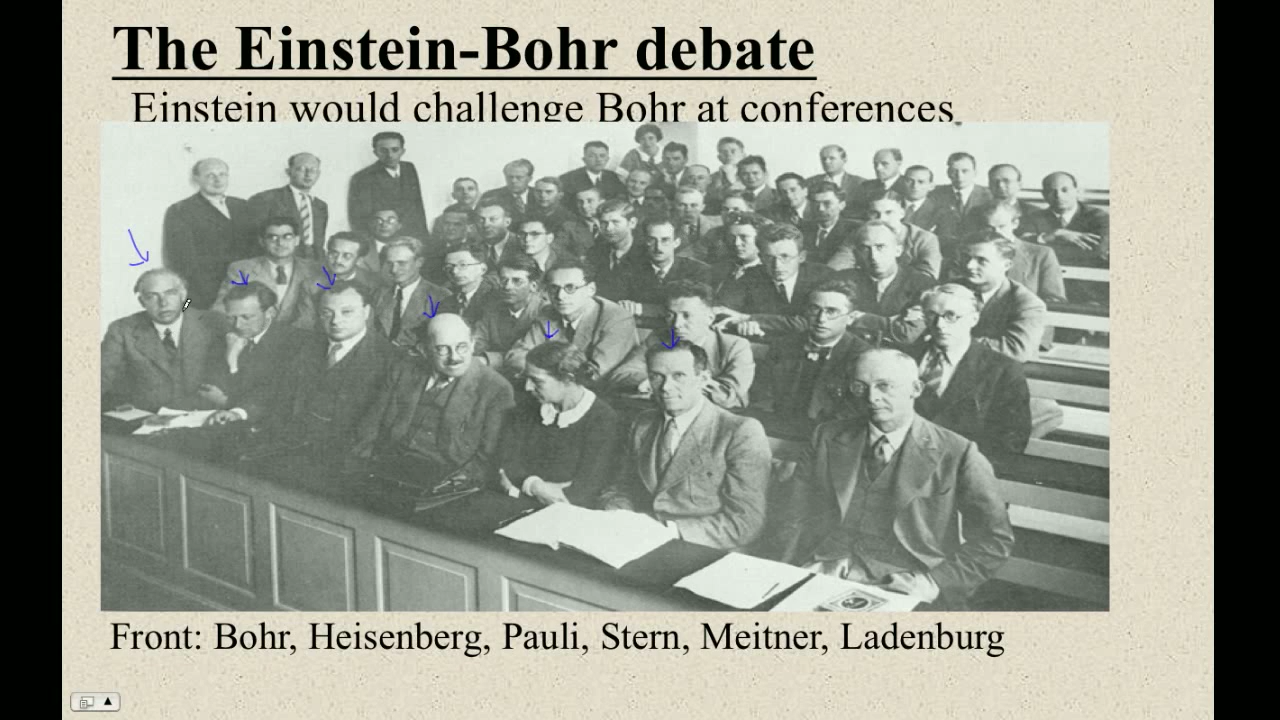 The Einstein-Bohr debate
Einstein would challenge Bohr at conferences
Front: Bohr, Heisenberg, Pauli, Stern, Meitner, Ladenburg